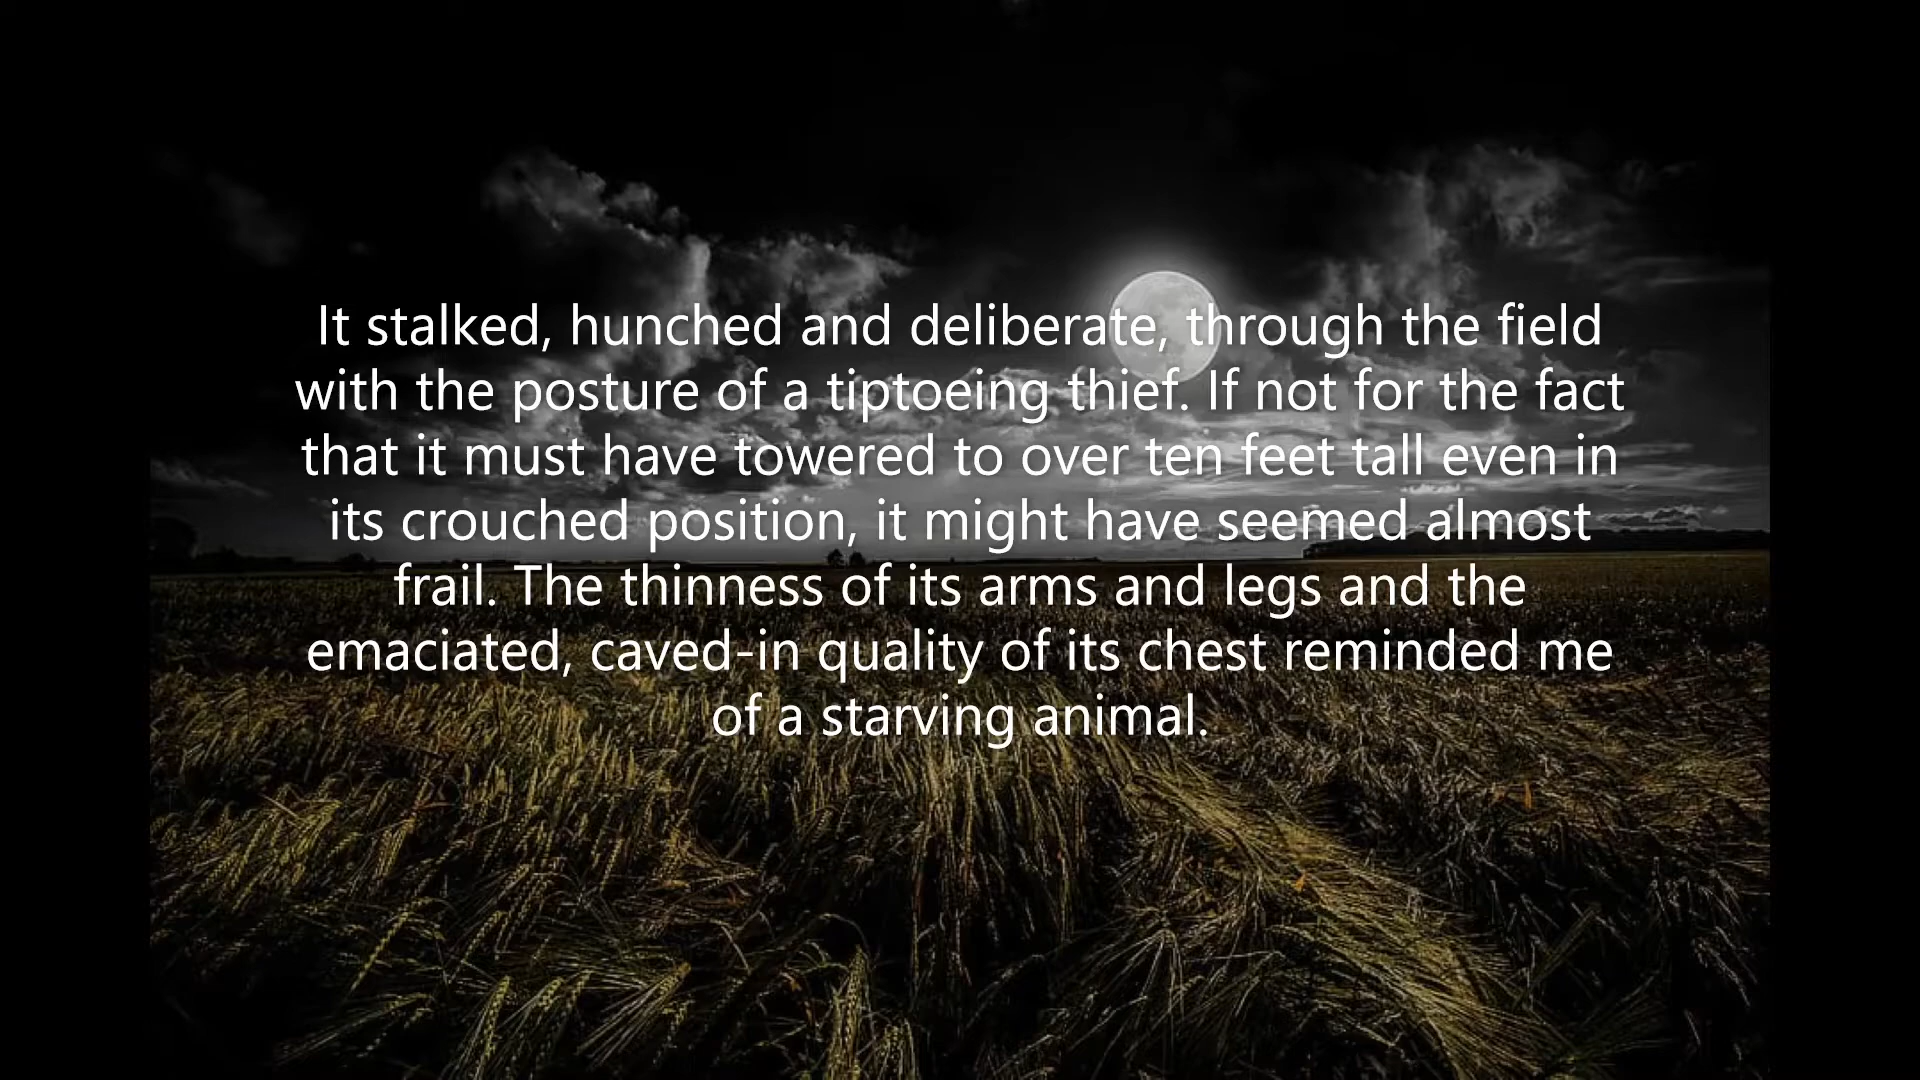 It stalked, hunched and deliberate, through the field
with the posture of a tiptoeing thief. If not for the fact
that it must have towered to over ten feet tall even in
its crouched position, it might have seemed almost
frail. The thinness of its arms and legs and the
emaciated, caved-in quality of its chest reminded me
of a starving animal.